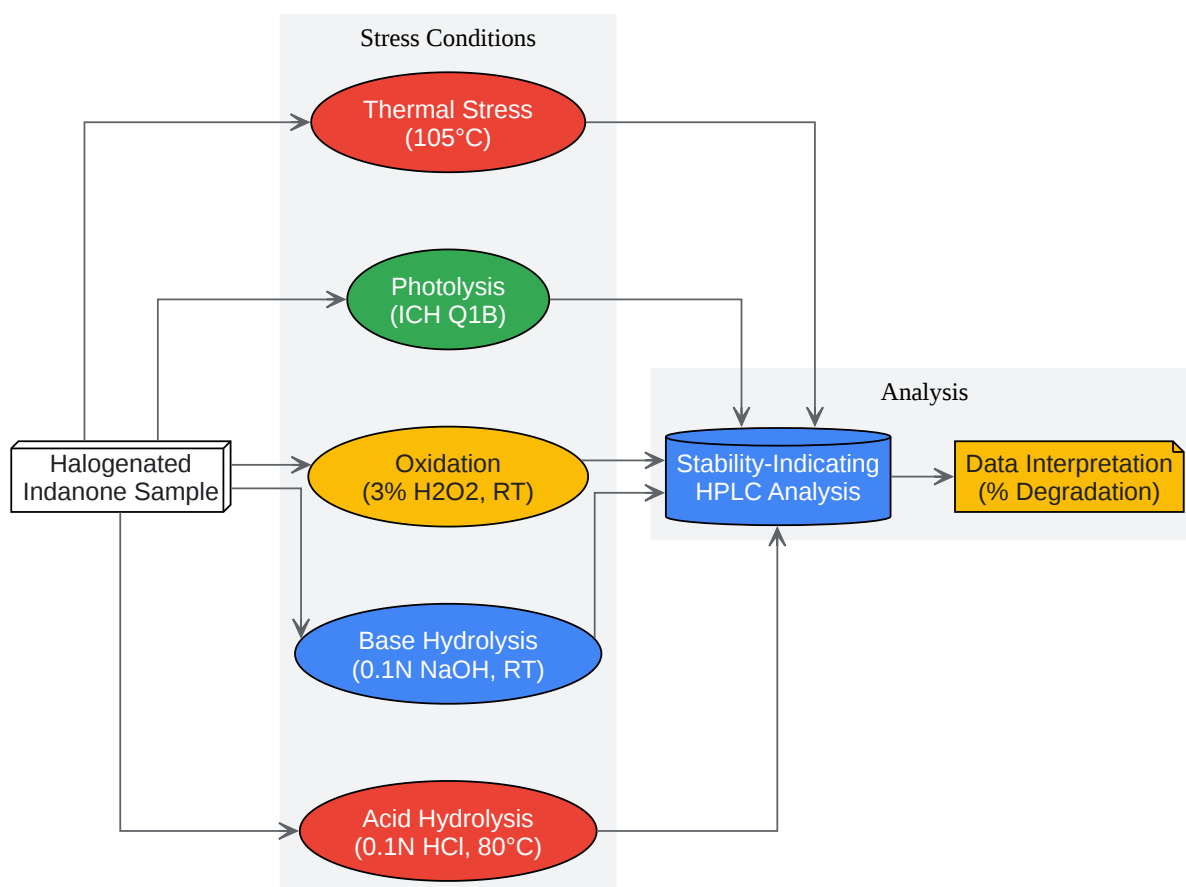 Stress Conditions
Thermal Stress
(105°C)
Photolysis
(ICH Q1B)
Analysis
Halogenated
Indanone Sample
Oxidation
(3% H2O2, RT)
Stability-Indicating
HPLC Analysis
Data Interpretation
(% Degradation)
Base Hydrolysis
(0.1N NaOH, RT)
Acid Hydrolysis
(0.1N HCl, 80°C)